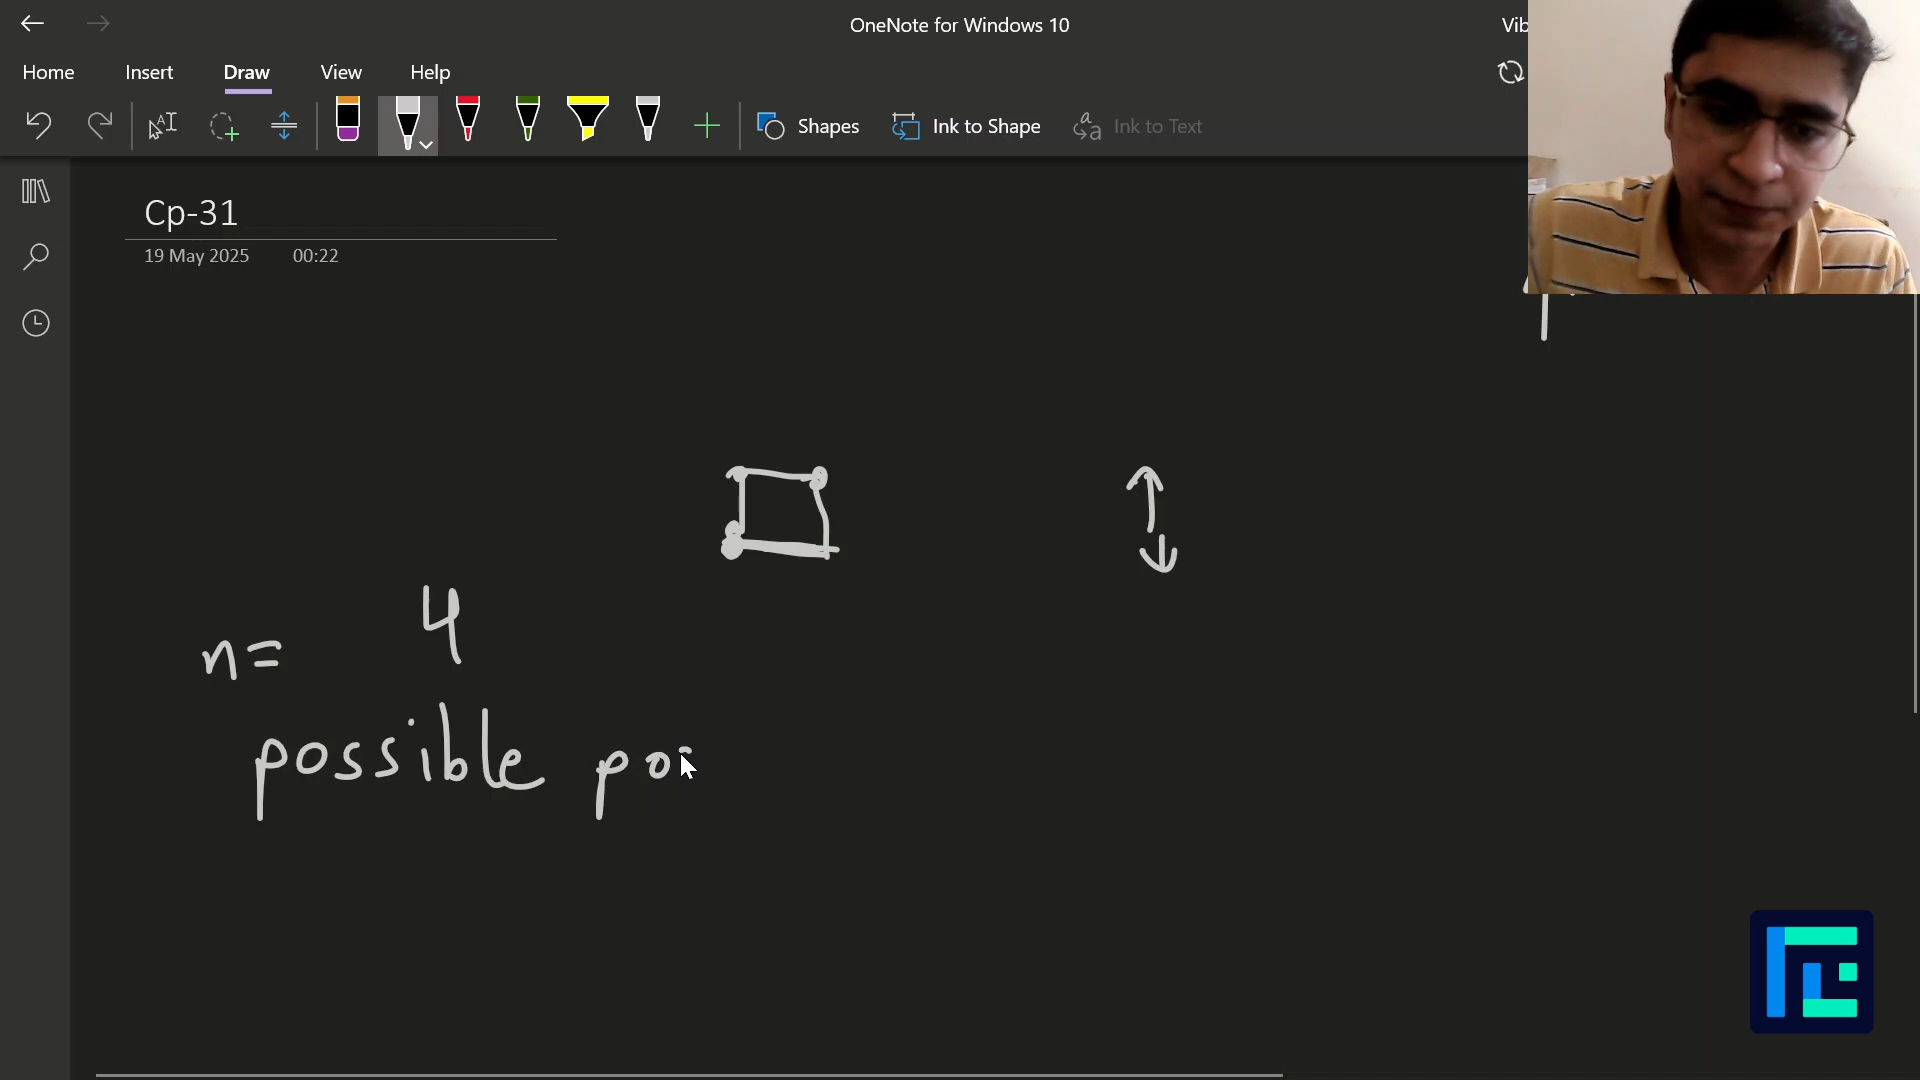 OneNote for Windows 10
Vib
Home Insert Draw View Help
Shapes Ink to Shape Ink to Text
Cp-31
19 May 2025 00:22
n= 4
possible po